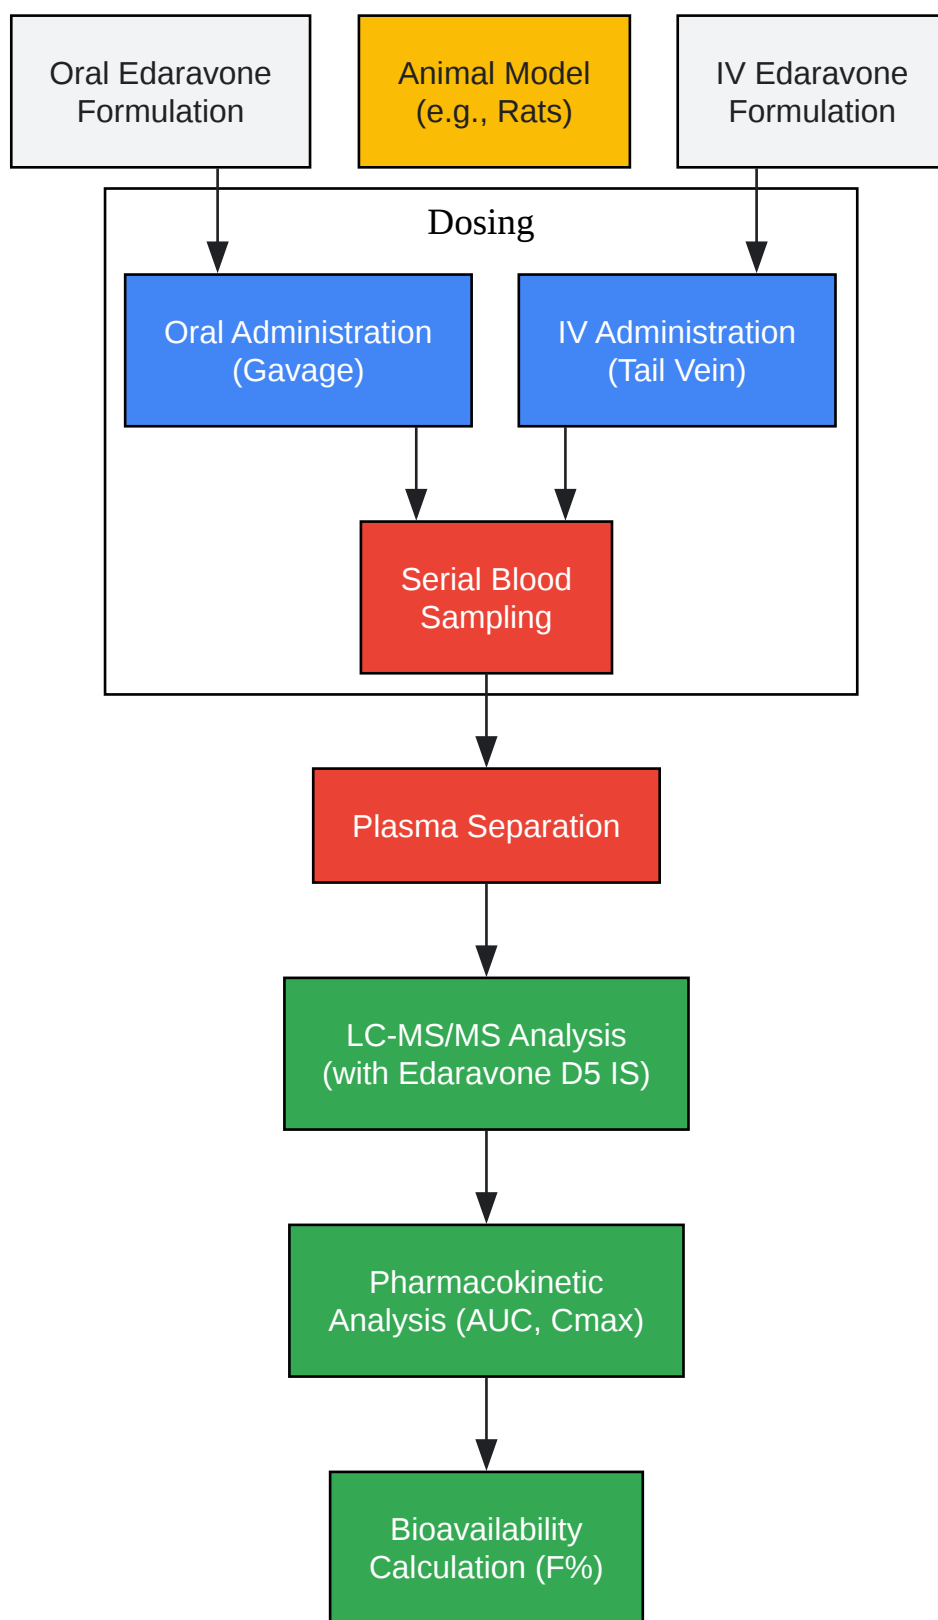 Oral Edaravone
Formulation
Animal Model
(e.g., Rats)
IV Edaravone
Formulation
Dosing
Oral Administration
(Gavage)
IV Administration
(Tail Vein)
Serial Blood
Sampling
Plasma Separation
LC-MS/MS Analysis
(with Edaravone D5 IS)
Pharmacokinetic
Analysis (AUC, Cmax)
Bioavailability
Calculation (F%)